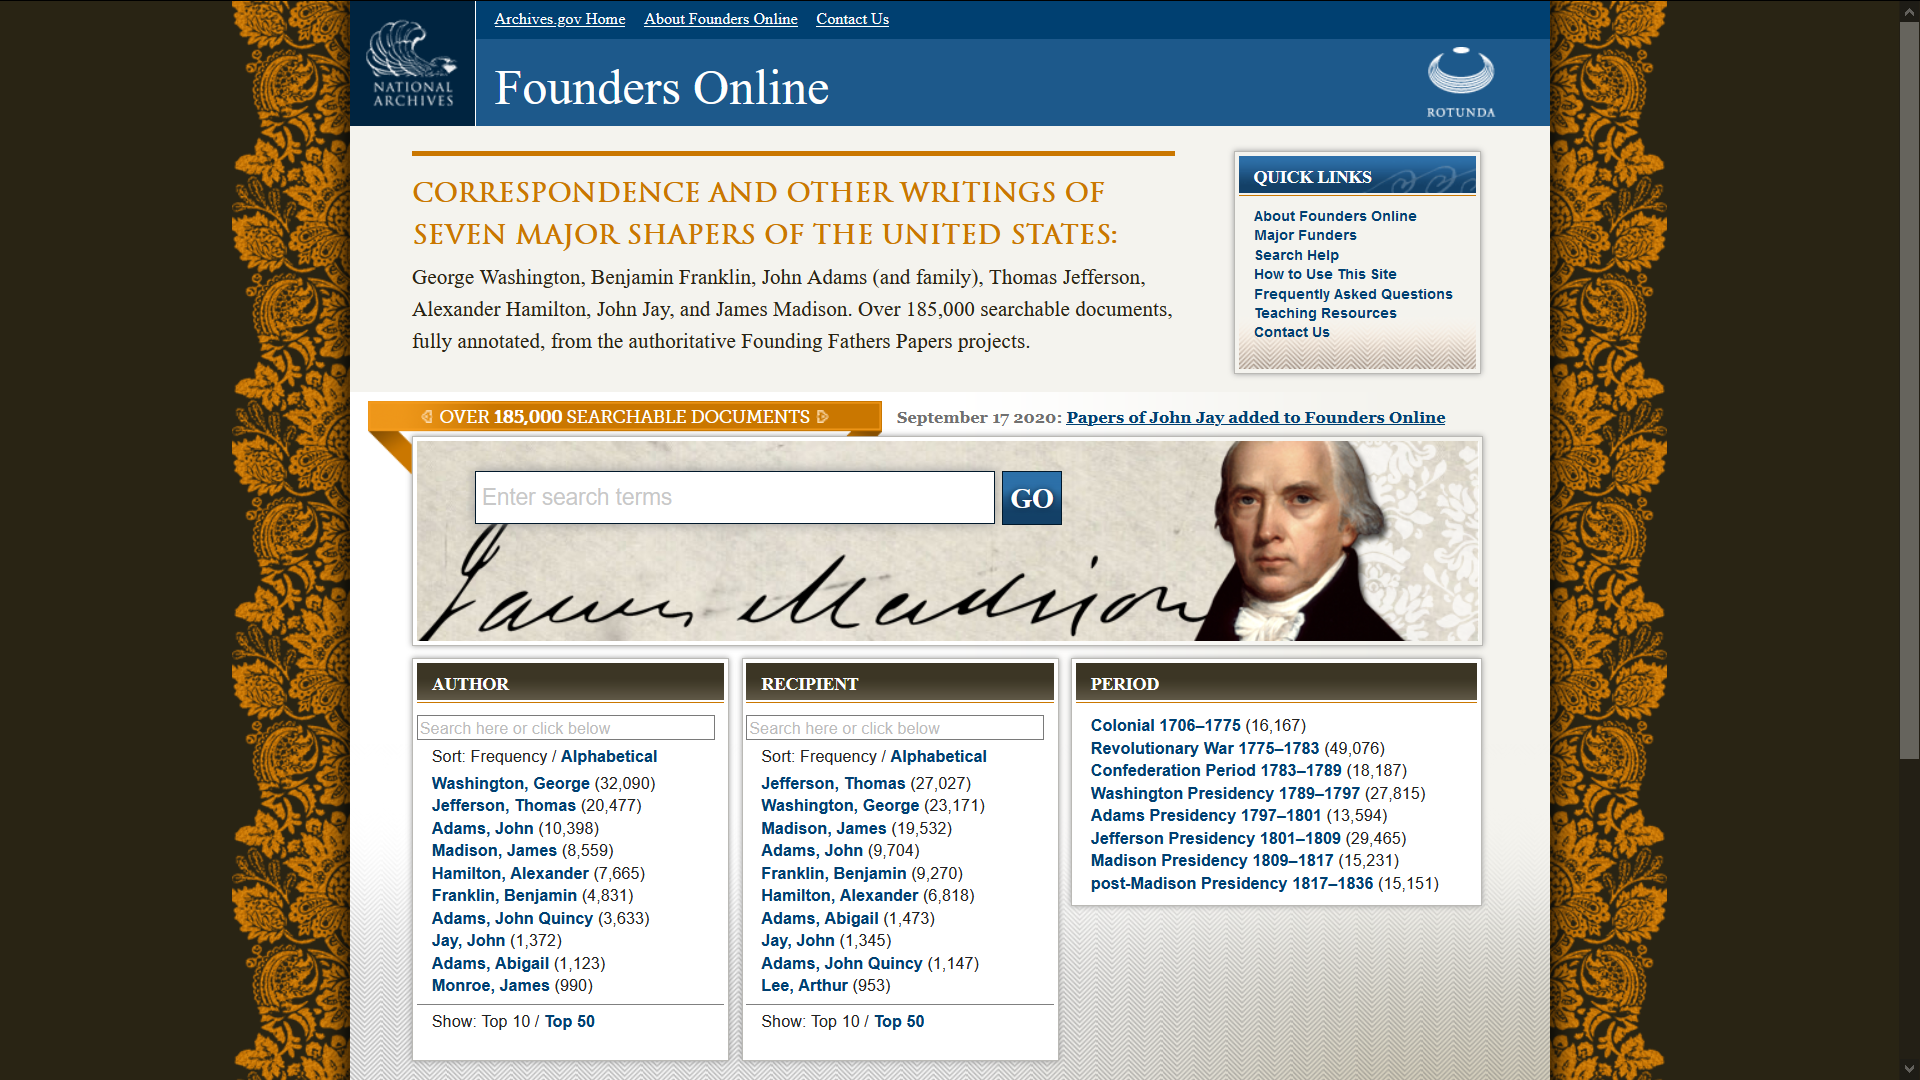 Archives.gov Home About Founders Online Contact Us
NATIONAL
ARCHIVES
Founders Online
ROTUNDA
CORRESPONDENCE AND OTHER WRITINGS OF
SEVEN MAJOR SHAPERS OF THE UNITED STATES:
George Washington, Benjamin Franklin, John Adams (and family), Thomas Jefferson,
Alexander Hamilton, John Jay, and James Madison. Over 185,000 searchable documents,
fully annotated, from the authoritative Founding Fathers Papers projects.
QUICK LINKS
About Founders Online
Major Funders
Search Help
How to Use This Site
Frequently Asked Questions
Teaching Resources
Contact Us
OVER 185,000 SEARCHABLE DOCUMENTS
September 17 2020: Papers of John Jay added to Founders Online
Enter search terms
GO
James Madison
AUTHOR
Search here or click below
Sort: Frequency / Alphabetical
Washington, George (32,090)
Jefferson, Thomas (20,477)
Adams, John (10,398)
Madison, James (8,559)
Hamilton, Alexander (7,665)
Franklin, Benjamin (4,831)
Adams, John Quincy (3,633)
Jay, John (1,372)
Adams, Abigail (1,123)
Monroe, James (990)
Show: Top 10 / Top 50
RECIPIENT
Search here or click below
Sort: Frequency / Alphabetical
Jefferson, Thomas (27,027)
Washington, George (23,171)
Madison, James (19,532)
Adams, John (9,704)
Franklin, Benjamin (9,270)
Hamilton, Alexander (6,818)
Adams, Abigail (1,473)
Jay, John (1,345)
Adams, John Quincy (1,147)
Lee, Arthur (953)
Show: Top 10 / Top 50
PERIOD
Colonial 1706–1775 (16,167)
Revolutionary War 1775–1783 (49,076)
Confederation Period 1783–1789 (18,187)
Washington Presidency 1789–1797 (27,815)
Adams Presidency 1797–1801 (13,594)
Jefferson Presidency 1801–1809 (29,465)
Madison Presidency 1809–1817 (15,231)
post-Madison Presidency 1817–1836 (15,151)